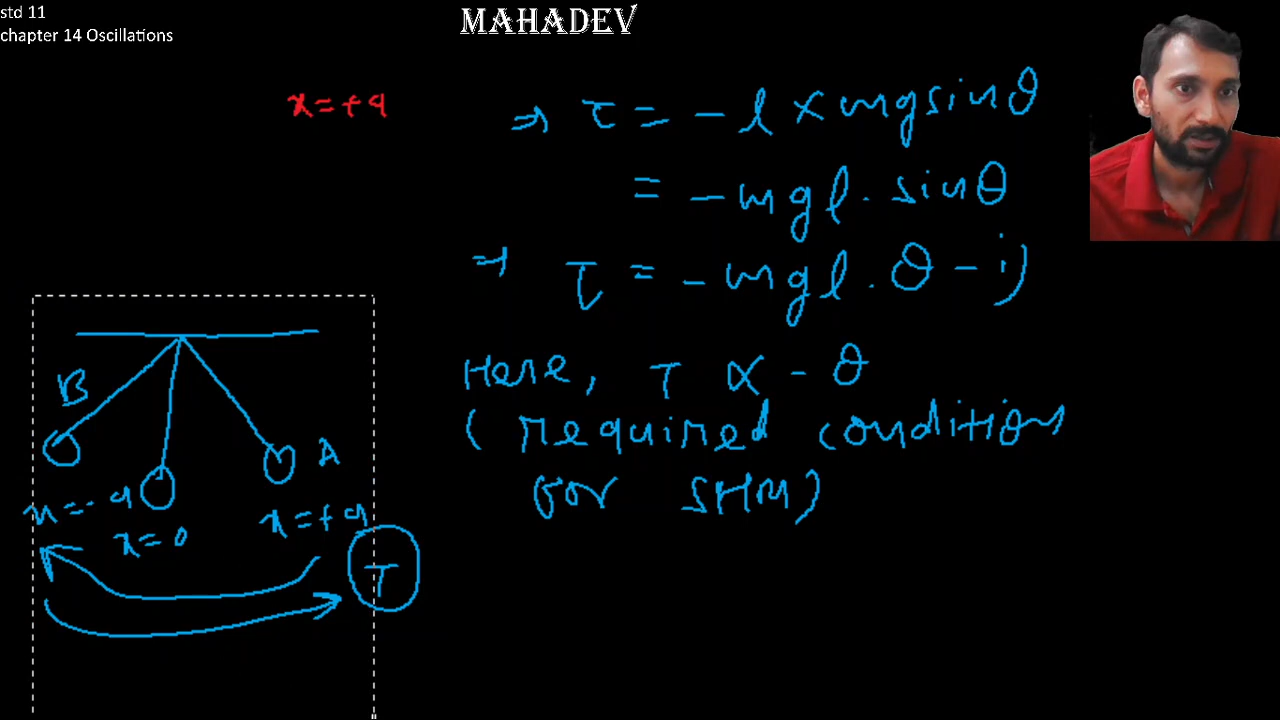 std 11
chapter 14 Oscillations
MAHADEV
x = + a
⇒ τ = - l × mg sinθ
= - mgl . sinθ
⇒ τ = - mgl . θ - i)
Here, τ ∝ - θ
( required condition
for SHM)
B
A
x = - a
x = 0
x = + a
T